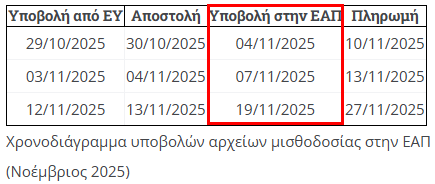 Υποβολή από ΕΥ Αποστολή Υποβολή στην ΕΑΠ Πληρωμή
29/10/2025 30/10/2025 04/11/2025 10/11/2025
03/11/2025 04/11/2025 07/11/2025 13/11/2025
12/11/2025 13/11/2025 19/11/2025 27/11/2025
Χρονοδιάγραμμα υποβολών αρχείων μισθοδοσίας στην ΕΑΠ
(Νοέμβριος 2025)